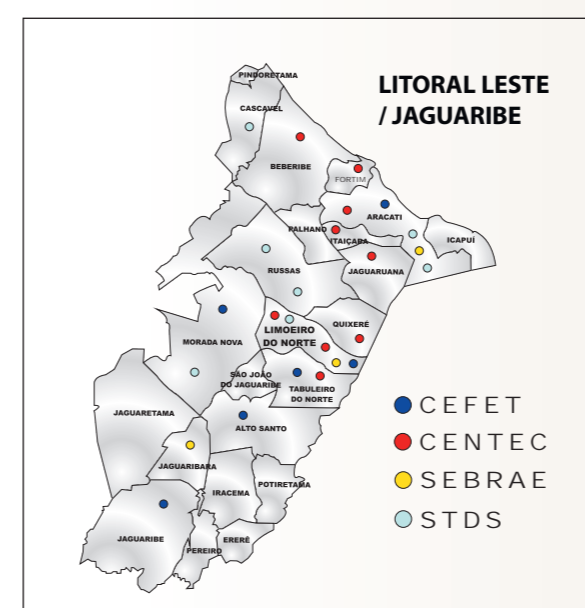 LITORAL LESTE
/ JAGUARIBE
PINDORETAMA
CASCAVEL
BEBERIBE
FORTIM
ARACATI
PALHANO
ITAIÇARA
ICAPUÍ
RUSSAS
JAGUARUANA
QUIXERÉ
LIMOEIRO
DO NORTE
MORADA NOVA
SÃO JOÃO
DO JAGUARIBE
TABULEIRO
DO NORTE
JAGUARETAMA
ALTO SANTO
JAGUARIBARA
IRACEMA
POTIRETAMA
JAGUARIBE
PEREIRO
ERERÊ
CEFET
CENTEC
SEBRAE
STDS